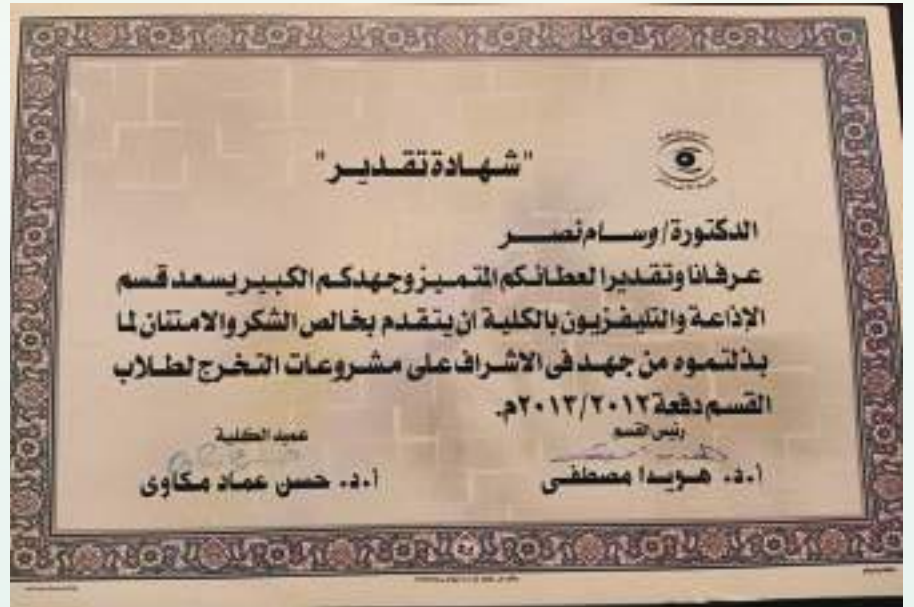 "شهادة تقدير"
الدكتورة/ وسام نصر
عرفانا وتقديرا لعطائكم المتميز وجهدكم الكبير يسعد قسم
الإذاعة والتليفزيون بالكلية ان يتقدم بخالص الشكر والامتنان لما
بذلتموه من جهد فى الاشراف على مشروعات التخرج لطلاب
القسم دفعة ٢٠١٣/٢٠١٢م.
رئيس القسم
عميد الكلية
أ.د. هويدا مصطفى
أ.د. حسن عماد مكاوى